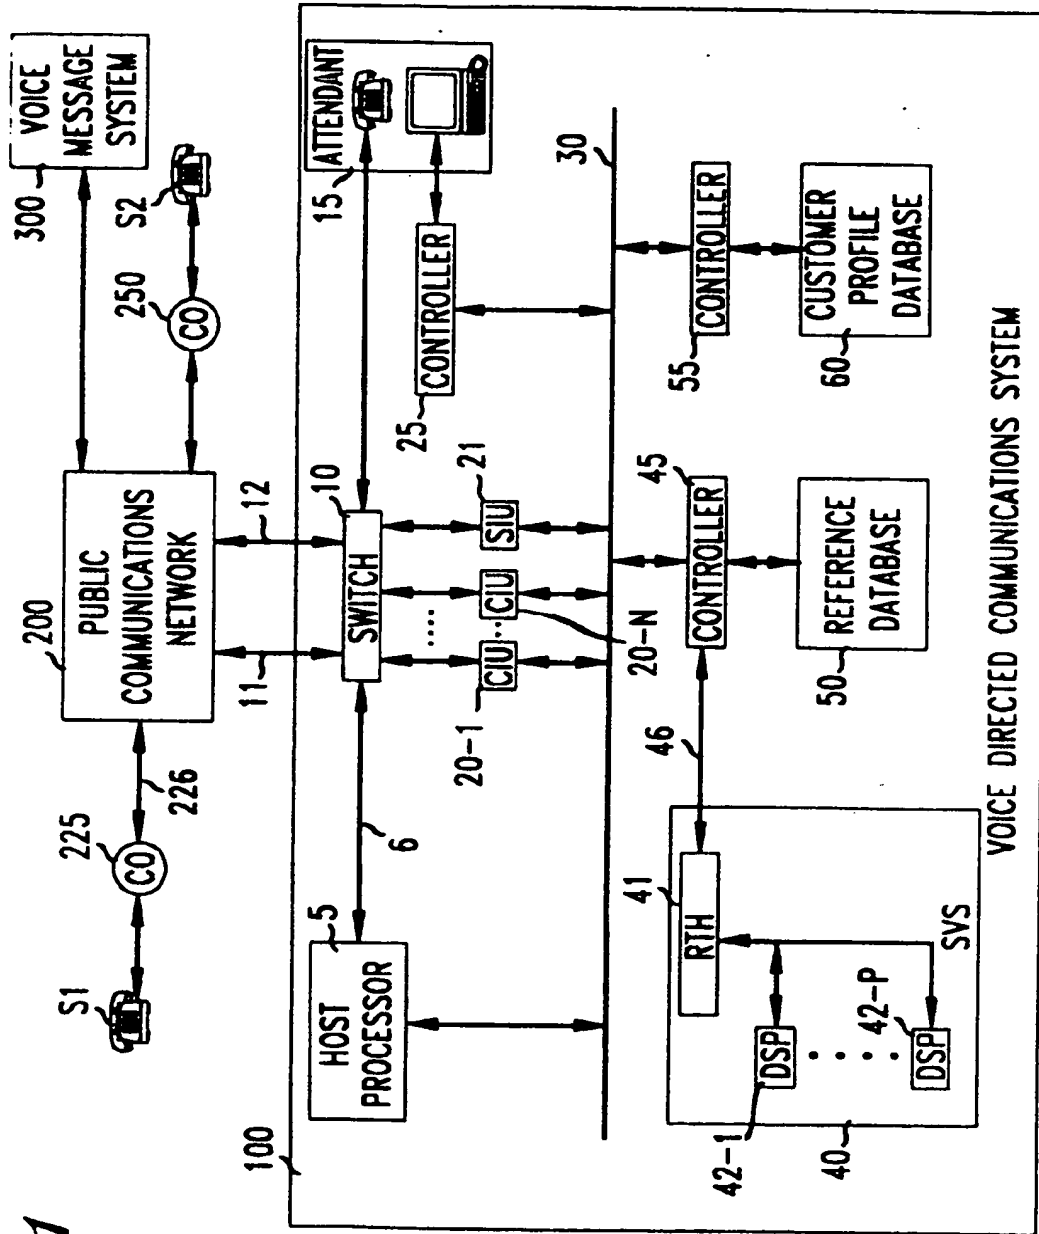 1
S1
225
CO
226
200
PUBLIC
COMMUNICATIONS
NETWORK
250
CO
S2
300
VOICE
MESSAGE
SYSTEM
100
HOST
PROCESSOR
5
6
11
12
SWITCH
10
15
ATTENDANT
20-1
CIU
....
..
CIU
20-N
SIU
21
25
CONTROLLER
30
40
SVS
RTH
41
42-1
DSP
....
DSP
42-P
46
CONTROLLER
45
50
REFERENCE
DATABASE
55
CONTROLLER
60
CUSTOMER
PROFILE
DATABASE
VOICE DIRECTED COMMUNICATIONS SYSTEM